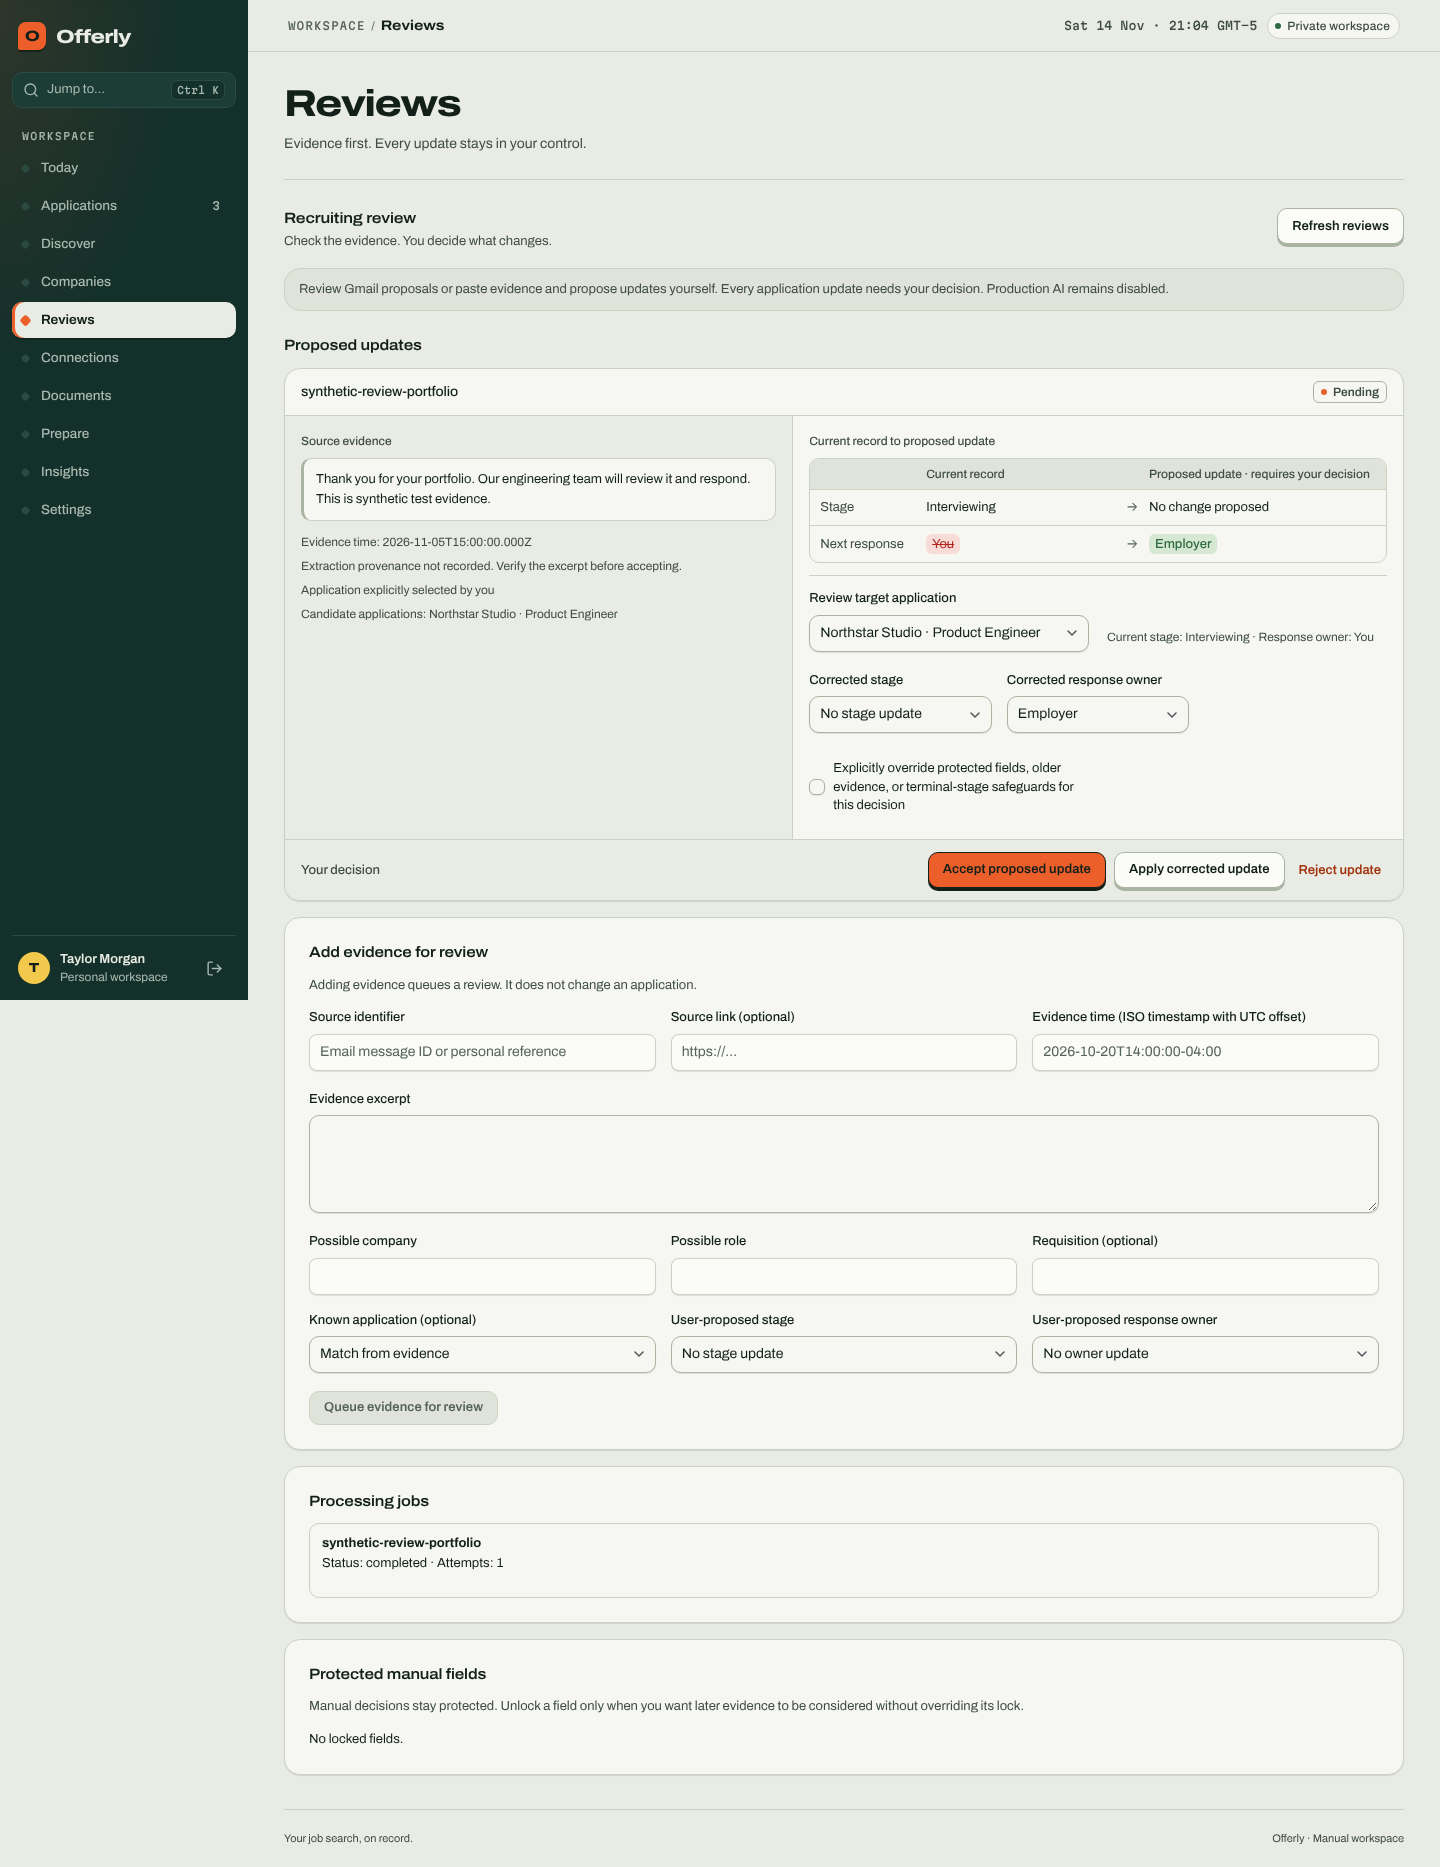 O Offerly
Jump to... Ctrl K
WORKSPACE
Today
Applications 3
Discover
Companies
Reviews
Connections
Documents
Prepare
Insights
Settings
T Taylor Morgan
Personal workspace
WORKSPACE / Reviews
Sat 14 Nov · 21:04 GMT-5 Private workspace
Reviews
Evidence first. Every update stays in your control.
Recruiting review
Check the evidence. You decide what changes.
Refresh reviews
Review Gmail proposals or paste evidence and propose updates yourself. Every application update needs your decision. Production AI remains disabled.
Proposed updates
synthetic-review-portfolio Pending
Source evidence
Thank you for your portfolio. Our engineering team will review it and respond.
This is synthetic test evidence.
Evidence time: 2026-11-05T15:00:00.000Z
Extraction provenance not recorded. Verify the excerpt before accepting.
Application explicitly selected by you
Candidate applications: Northstar Studio · Product Engineer
Current record to proposed update
Current record Proposed update · requires your decision
Stage Interviewing → No change proposed
Next response You → Employer
Review target application
Northstar Studio · Product Engineer Current stage: Interviewing · Response owner: You
Corrected stage Corrected response owner
No stage update Employer
Explicitly override protected fields, older
evidence, or terminal-stage safeguards for
this decision
Your decision Accept proposed update Apply corrected update Reject update
Add evidence for review
Adding evidence queues a review. It does not change an application.
Source identifier Source link (optional) Evidence time (ISO timestamp with UTC offset)
Email message ID or personal reference https://... 2026-10-20T14:00:00-04:00
Evidence excerpt
Possible company Possible role Requisition (optional)
Known application (optional) User-proposed stage User-proposed response owner
Match from evidence No stage update No owner update
Queue evidence for review
Processing jobs
synthetic-review-portfolio
Status: completed · Attempts: 1
Protected manual fields
Manual decisions stay protected. Unlock a field only when you want later evidence to be considered without overriding its lock.
No locked fields.
Your job search, on record. Offerly · Manual workspace